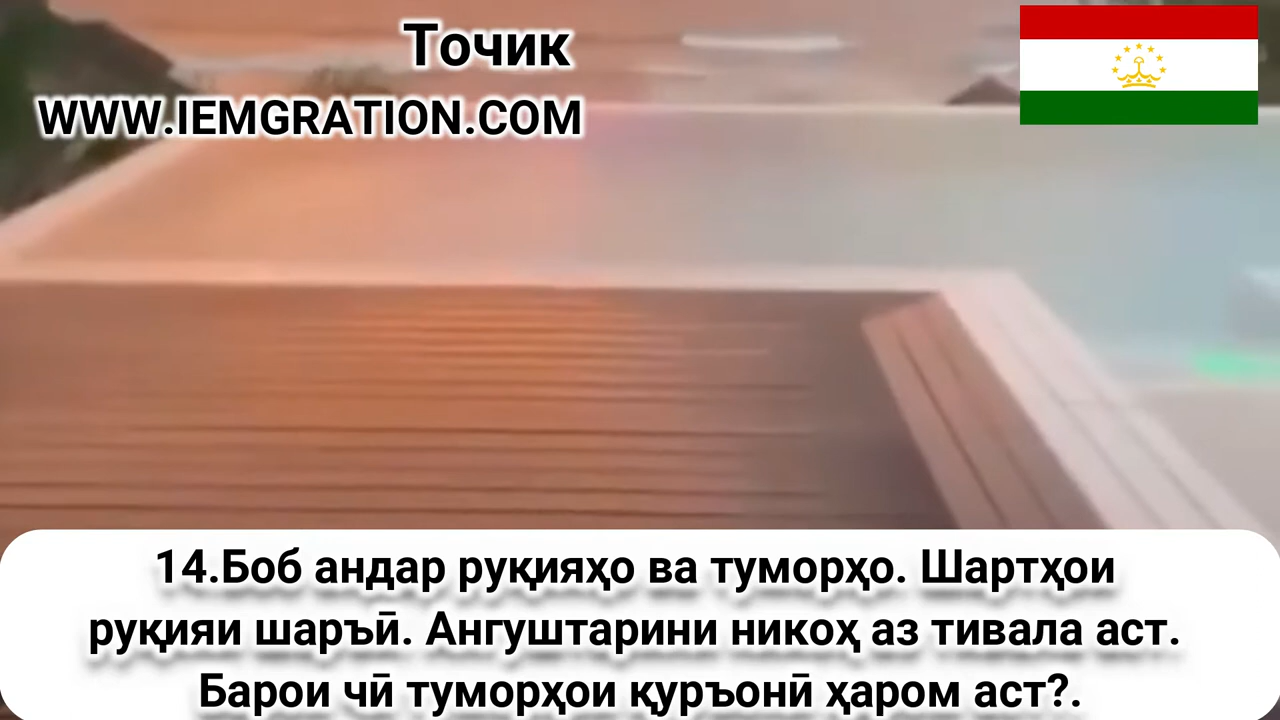 Точик
WWW.IEMGRATION.COM
14.Боб андар руқияҳо ва туморҳо. Шартҳои
руқияи шаръӣ. Ангуштарини никоҳ аз тивала аст.
Барои чӣ туморҳои қуръонӣ ҳаром аст?.